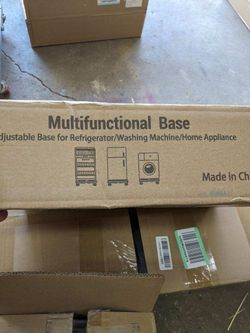 Multifunctional Base
djustable Base for Refrigerator/Washing Machine/Home Appliance
Made in Ch